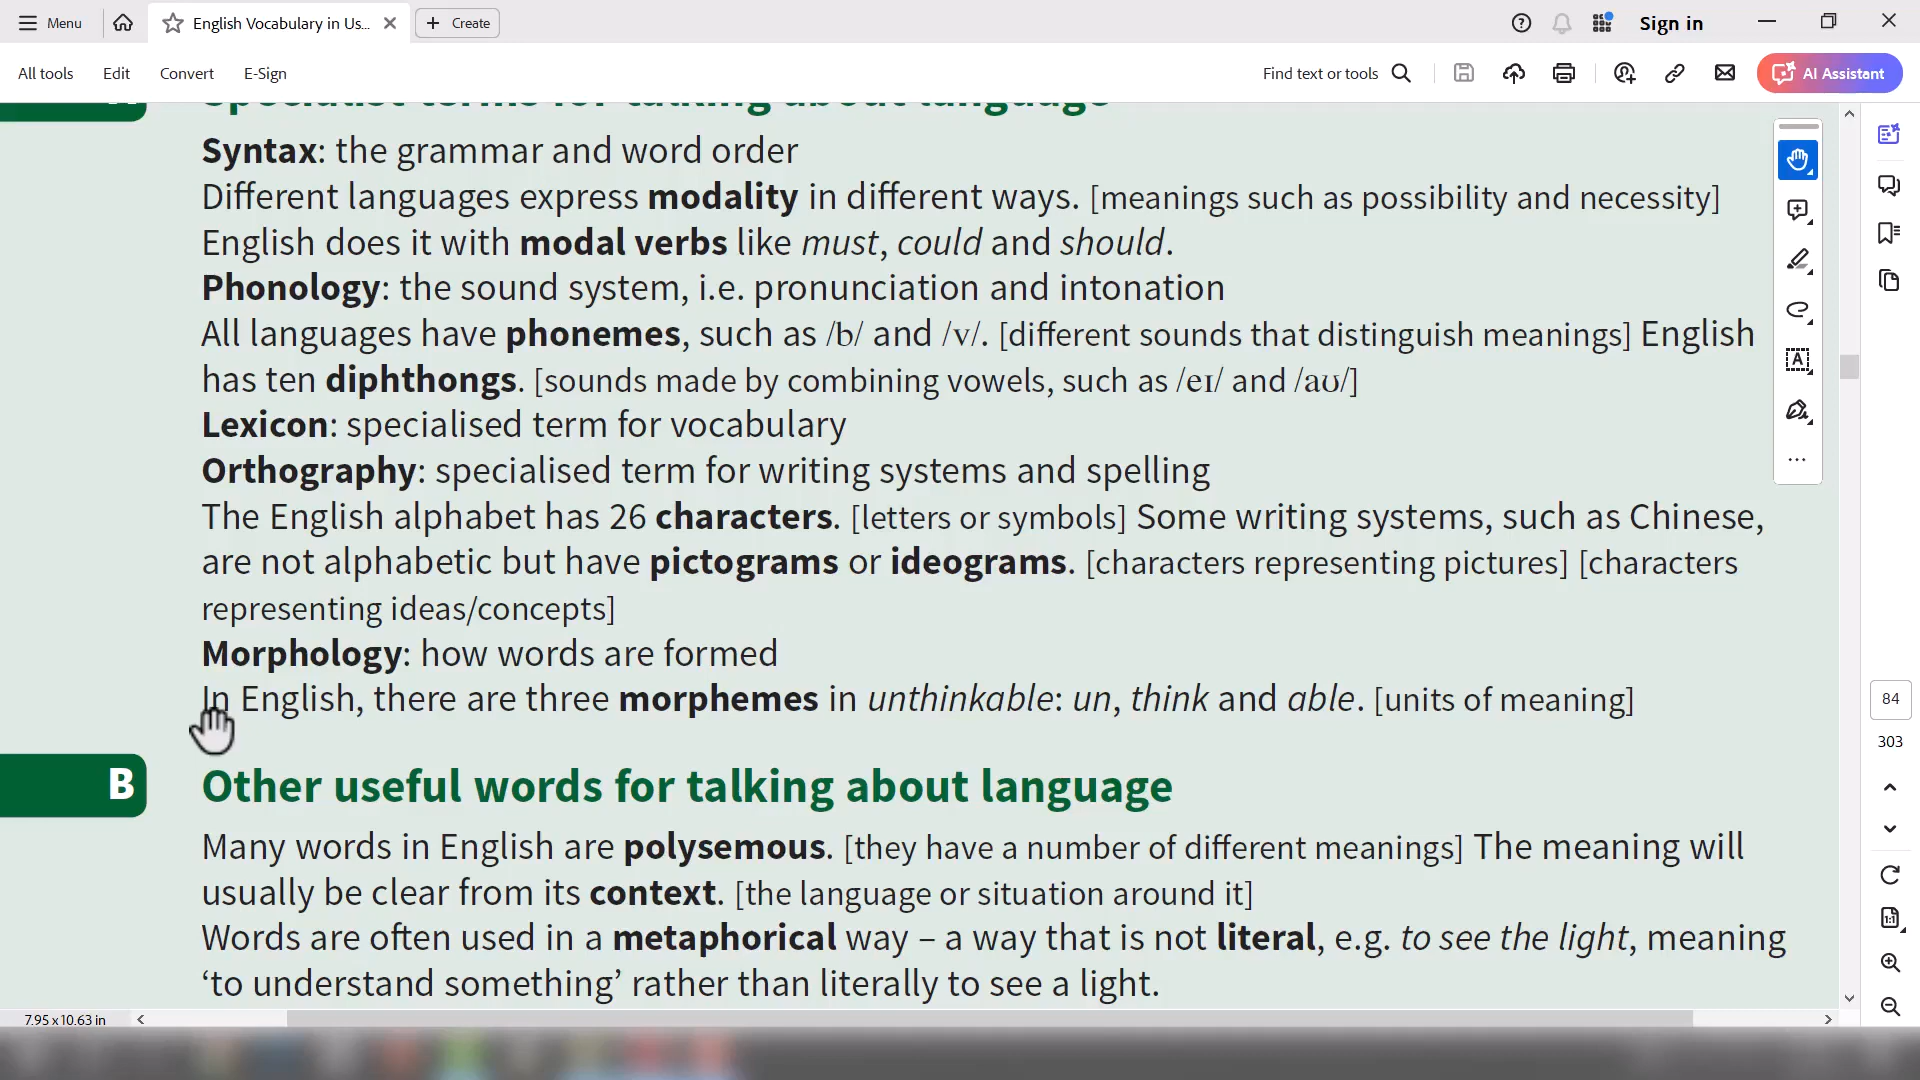 Menu
English Vocabulary in Us...
Create
Sign in
All tools
Edit
Convert
E-Sign
Find text or tools
AI Assistant
Specialist terms for talking about language
Syntax: the grammar and word order
Different languages express modality in different ways. [meanings such as possibility and necessity]
English does it with modal verbs like must, could and should.
Phonology: the sound system, i.e. pronunciation and intonation
All languages have phonemes, such as /b/ and /v/. [different sounds that distinguish meanings] English
has ten diphthongs. [sounds made by combining vowels, such as /eɪ/ and /aʊ/]
Lexicon: specialised term for vocabulary
Orthography: specialised term for writing systems and spelling
The English alphabet has 26 characters. [letters or symbols] Some writing systems, such as Chinese,
are not alphabetic but have pictograms or ideograms. [characters representing pictures] [characters
representing ideas/concepts]
Morphology: how words are formed
In English, there are three morphemes in unthinkable: un, think and able. [units of meaning]
84
303
B
Other useful words for talking about language
Many words in English are polysemous. [they have a number of different meanings] The meaning will
usually be clear from its context. [the language or situation around it]
Words are often used in a metaphorical way – a way that is not literal, e.g. to see the light, meaning
‘to understand something’ rather than literally to see a light.
7.95 x 10.63 in